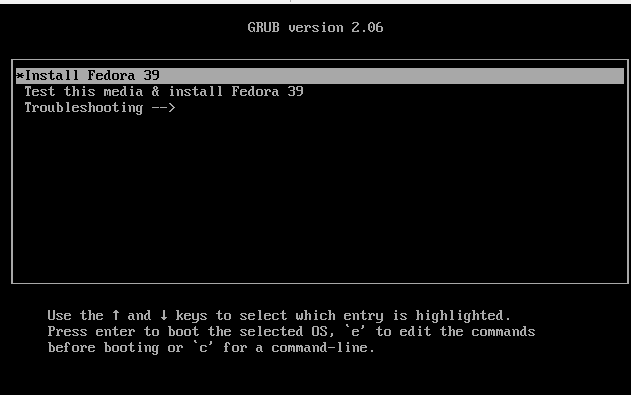 GRUB version 2.06
*Install Fedora 39
Test this media & install Fedora 39
Troubleshooting -->
Use the ↑ and ↓ keys to select which entry is highlighted.
Press enter to boot the selected OS, `e' to edit the commands
before booting or `c' for a command-line.